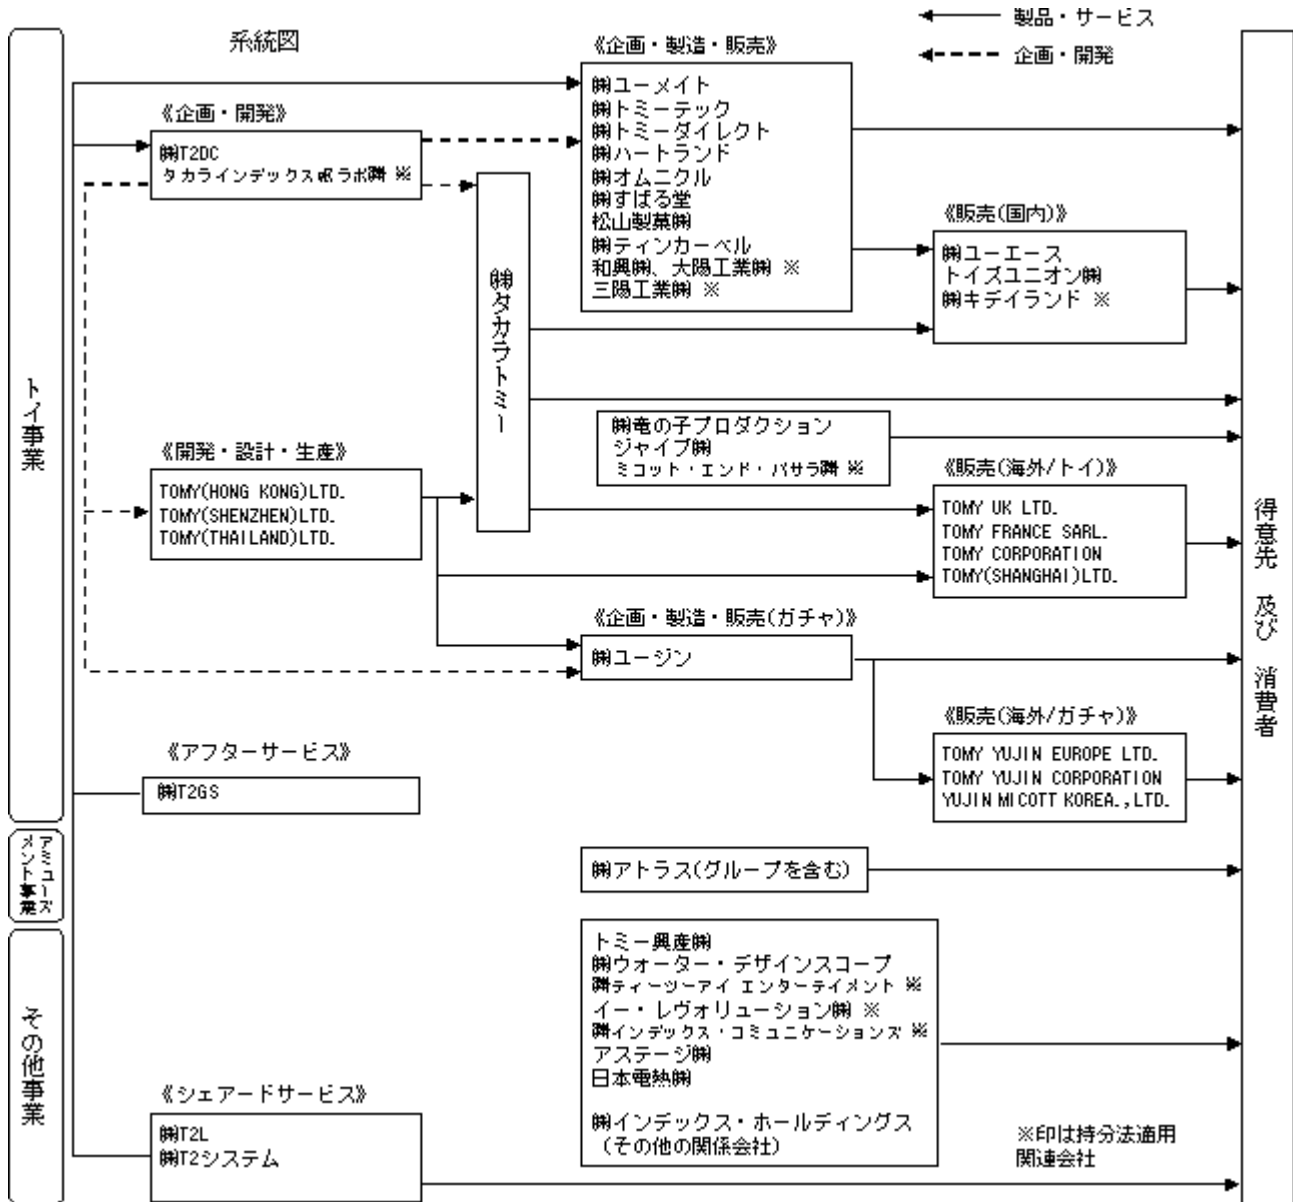 系統図
製品・サービス
企画・開発
トイ事業
アミューズメント事業
その他事業
《企画・開発》
㈱T2DC
タカラインデックスeRラボ㈱ ※
《企画・製造・販売》
㈱ユーメイト
㈱トミーテック
㈱トミーダイレクト
㈱ハートランド
㈱オムニクル
㈱すばる堂
松山製菓㈱
㈱ティンカーベル
和興㈱、大陽工業㈱ ※
三陽工業㈱ ※
㈱タカラトミー
《販売(国内)》
㈱ユーエース
トイズユニオン㈱
㈱キデイランド ※
㈱竜の子プロダクション
ジャイブ㈱
ミコット・エンド・バサラ㈱ ※
《開発・設計・生産》
TOMY(HONG KONG)LTD.
TOMY(SHENZHEN)LTD.
TOMY(THAILAND)LTD.
《販売(海外/トイ)》
TOMY UK LTD.
TOMY FRANCE SARL.
TOMY CORPORATION
TOMY(SHANGHAI)LTD.
《企画・製造・販売(ガチャ)》
㈱ユージン
《販売(海外/ガチャ)》
TOMY YUJIN EUROPE LTD.
TOMY YUJIN CORPORATION
YUJIN MICOTT KOREA.,LTD.
《アフターサービス》
㈱T2GS
㈱アトラス(グループを含む)
トミー興産㈱
㈱ウォーター・デザインスコープ
㈱ティーツーアイ エンターテイメント ※
イー・レヴォリューション㈱ ※
㈱インデックス・コミュニケーションズ ※
アステージ㈱
日本電熱㈱
㈱インデックス・ホールディングス
(その他の関係会社)
《シェアードサービス》
㈱T2L
㈱T2システム
※印は持分法適用
関連会社
得意先 及び 消費者